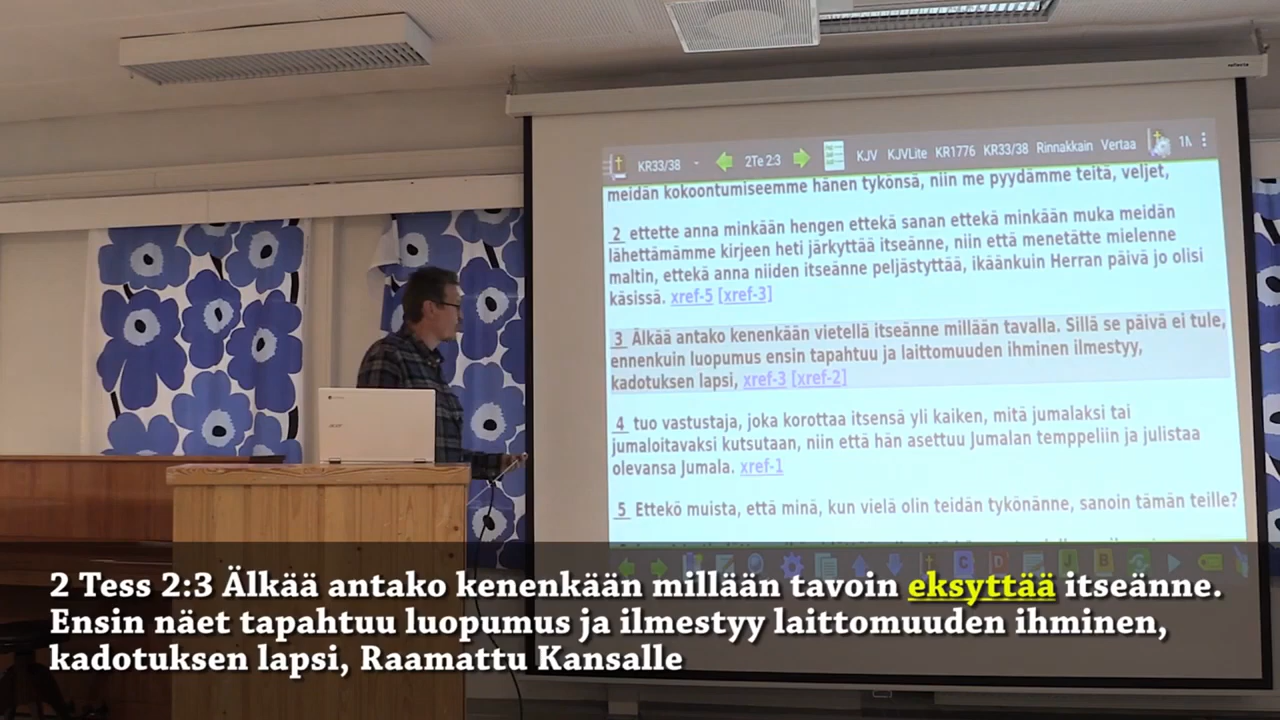 KR33/38 2Te 2:3 KJV KJVLite KR1776 KR33/38 Rinnakkain Vertaa
meidän kokoontumiseemme hänen tykönsä, niin me pyydämme teitä, veljet,
2 ettette anna minkään hengen ettekä sanan ettekä minkään muka meidän
lähettämämme kirjeen heti järkyttää itseänne, niin että menetätte mielenne
maltin, ettekä anna niiden itseänne peljästyttää, ikäänkuin Herran päivä jo olisi
käsissä. xref-5 [xref-3]
3 Älkää antako kenenkään vietellä itseänne millään tavalla. Sillä se päivä ei tule,
ennenkuin luopumus ensin tapahtuu ja laittomuuden ihminen ilmestyy,
kadotuksen lapsi, xref-3 [xref-2]
4 tuo vastustaja, joka korottaa itsensä yli kaiken, mitä jumalaksi tai
jumaloitavaksi kutsutaan, niin että hän asettuu Jumalan temppeliin ja julistaa
olevansa Jumala. xref-1
5 Ettekö muista, että minä, kun vielä olin teidän tykönänne, sanoin tämän teille?
acer
2 Tess 2:3 Älkää antako kenenkään millään tavoin eksyttää itseänne.
Ensin näet tapahtuu luopumus ja ilmestyy laittomuuden ihminen,
kadotuksen lapsi, Raamattu Kansalle